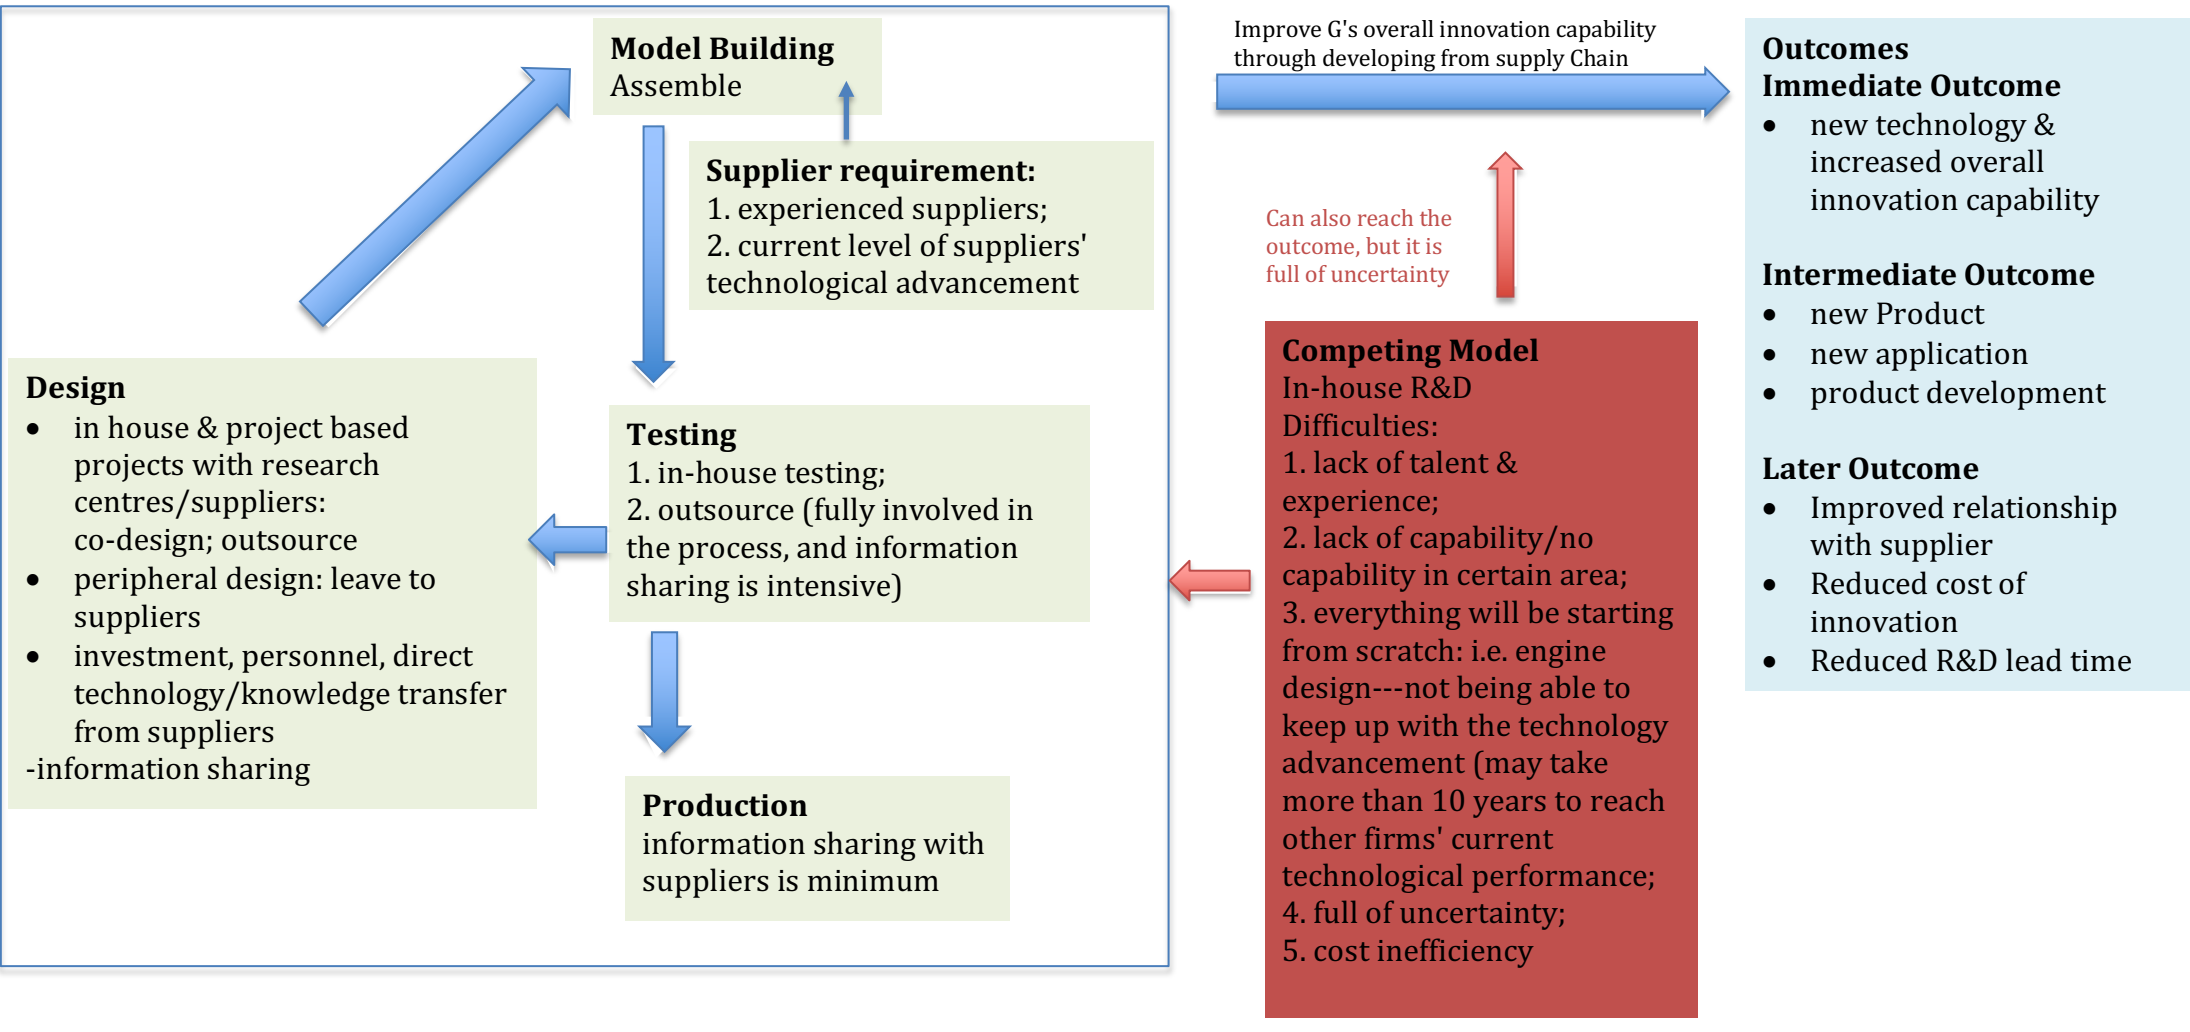 Model Building
Assemble
Supplier requirement:
1. experienced suppliers;
2. current level of suppliers'
technological advancement
Design
• in house & project based
projects with research
centres/suppliers:
co-design; outsource
• peripheral design: leave to
suppliers
• investment, personnel, direct
technology/knowledge transfer
from suppliers
-information sharing
Testing
1. in-house testing;
2. outsource (fully involved in
the process, and information
sharing is intensive)
Production
information sharing with
suppliers is minimum
Improve G's overall innovation capability
through developing from supply Chain
Can also reach the
outcome, but it is
full of uncertainty
Competing Model
In-house R&D
Difficulties:
1. lack of talent &
experience;
2. lack of capability/no
capability in certain area;
3. everything will be starting
from scratch: i.e. engine
design---not being able to
keep up with the technology
advancement (may take
more than 10 years to reach
other firms' current
technological performance;
4. full of uncertainty;
5. cost inefficiency
Outcomes
Immediate Outcome
• new technology &
increased overall
innovation capability
Intermediate Outcome
• new Product
• new application
• product development
Later Outcome
• Improved relationship
with supplier
• Reduced cost of
innovation
• Reduced R&D lead time